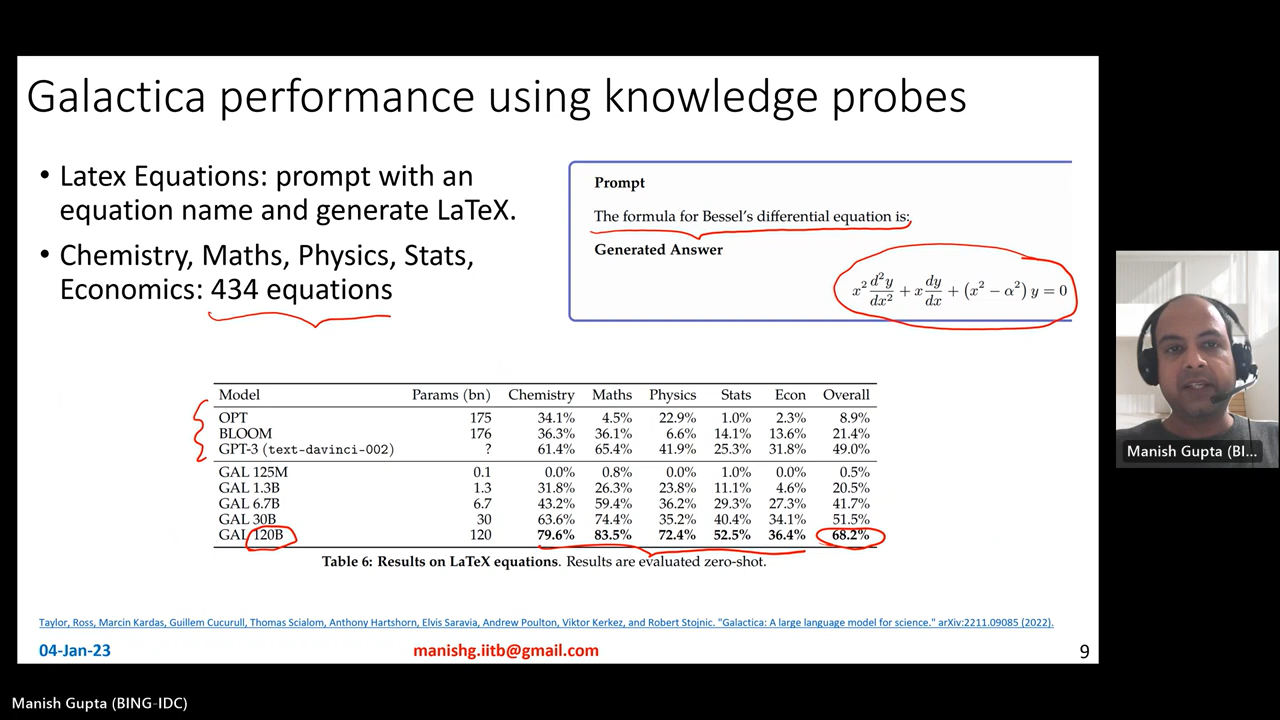 Galactica performance using knowledge probes
• Latex Equations: prompt with an
equation name and generate LaTeX.
• Chemistry, Maths, Physics, Stats,
Economics: 434 equations
Prompt
The formula for Bessel's differential equation is:
Generated Answer
x² d²y/dx² + x dy/dx + (x² − α²) y = 0
Model Params (bn) Chemistry Maths Physics Stats Econ Overall
OPT 175 34.1% 4.5% 22.9% 1.0% 2.3% 8.9%
BLOOM 176 36.3% 36.1% 6.6% 14.1% 13.6% 21.4%
GPT-3 (text-davinci-002) ? 61.4% 65.4% 41.9% 25.3% 31.8% 49.0%
GAL 125M 0.1 0.0% 0.8% 0.0% 1.0% 0.0% 0.5%
GAL 1.3B 1.3 31.8% 26.3% 23.8% 11.1% 4.6% 20.5%
GAL 6.7B 6.7 43.2% 59.4% 36.2% 29.3% 27.3% 41.7%
GAL 30B 30 63.6% 74.4% 35.2% 40.4% 34.1% 51.5%
GAL 120B 120 79.6% 83.5% 72.4% 52.5% 36.4% 68.2%
Table 6: Results on LaTeX equations. Results are evaluated zero-shot.
Taylor, Ross, Marcin Kardas, Guillem Cucurull, Thomas Scialom, Anthony Hartshorn, Elvis Saravia, Andrew Poulton, Viktor Kerkez, and Robert Stojnic. "Galactica: A large language model for science." arXiv:2211.09085 (2022).
04-Jan-23 manishg.iitb@gmail.com 9
Manish Gupta (BI...
Manish Gupta (BING-IDC)